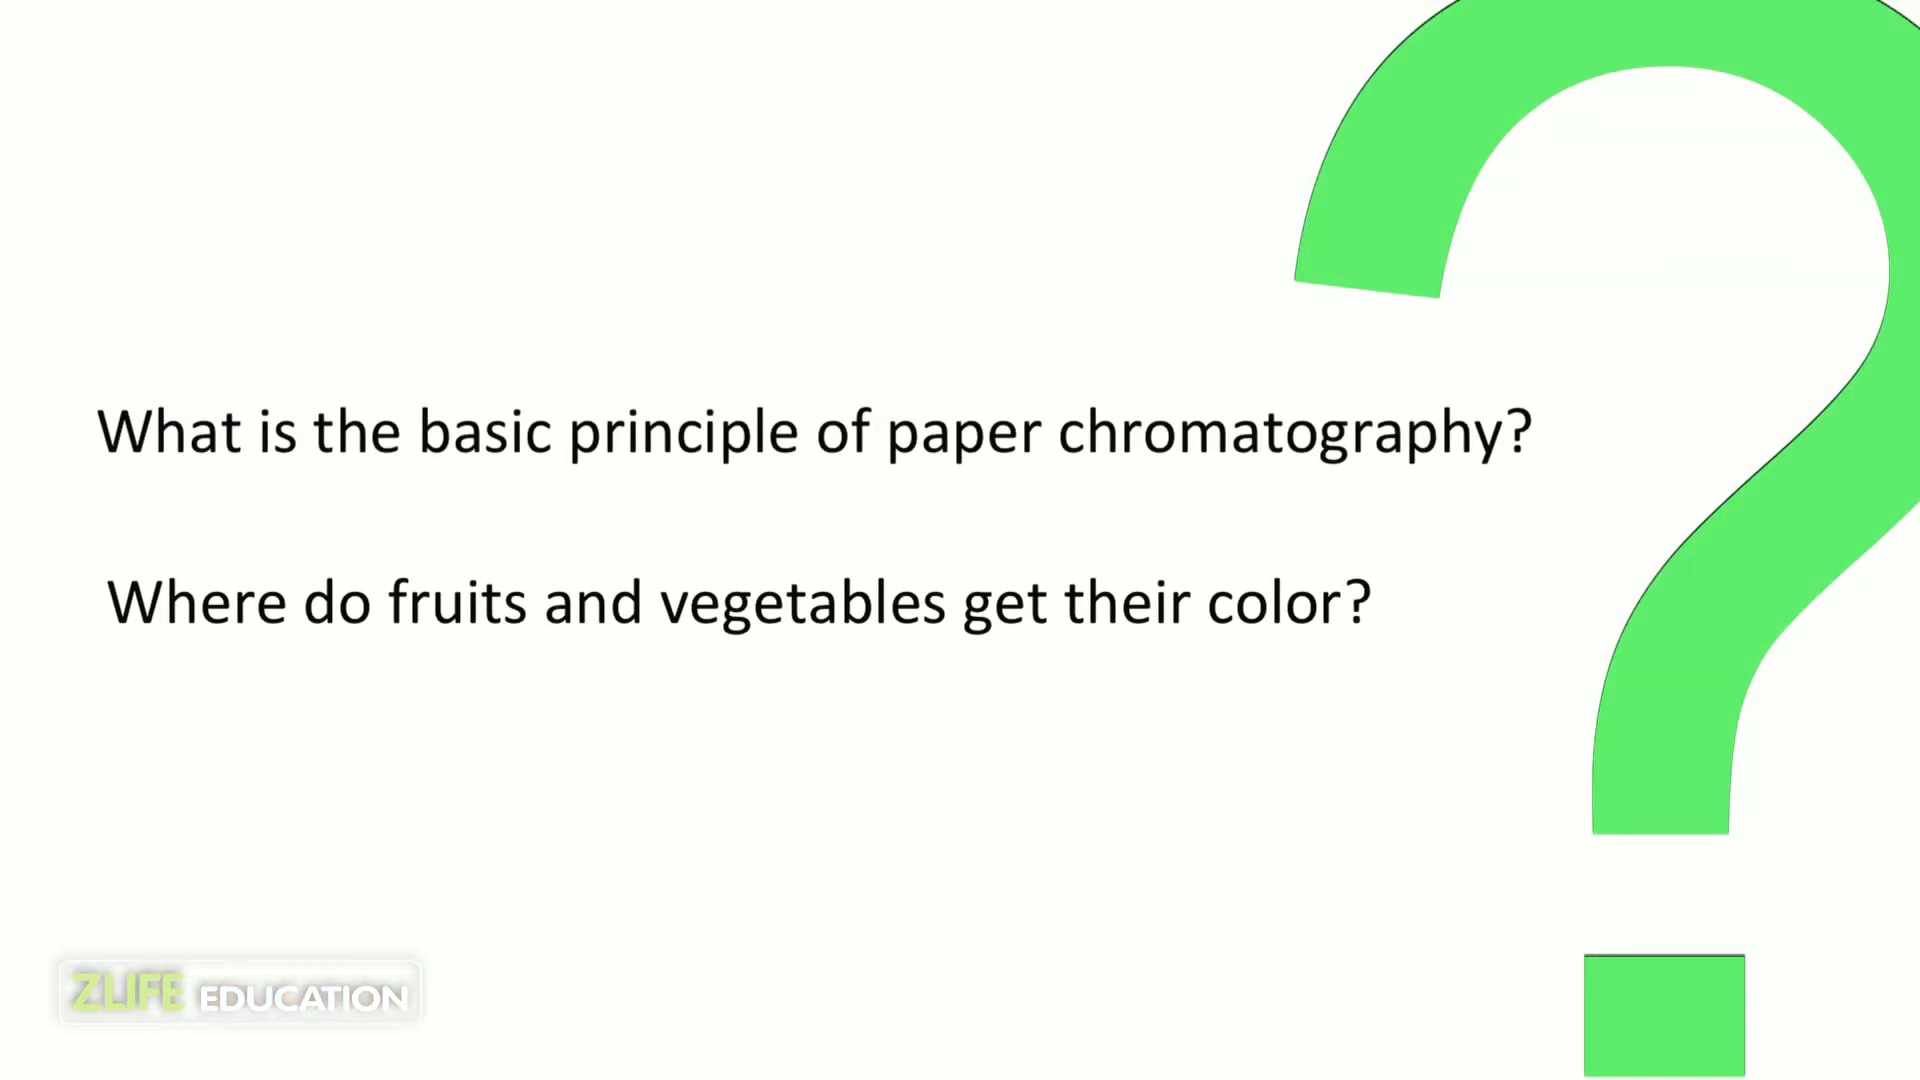 What is the basic principle of paper chromatography?
Where do fruits and vegetables get their color?
ZLIFE EDUCATION